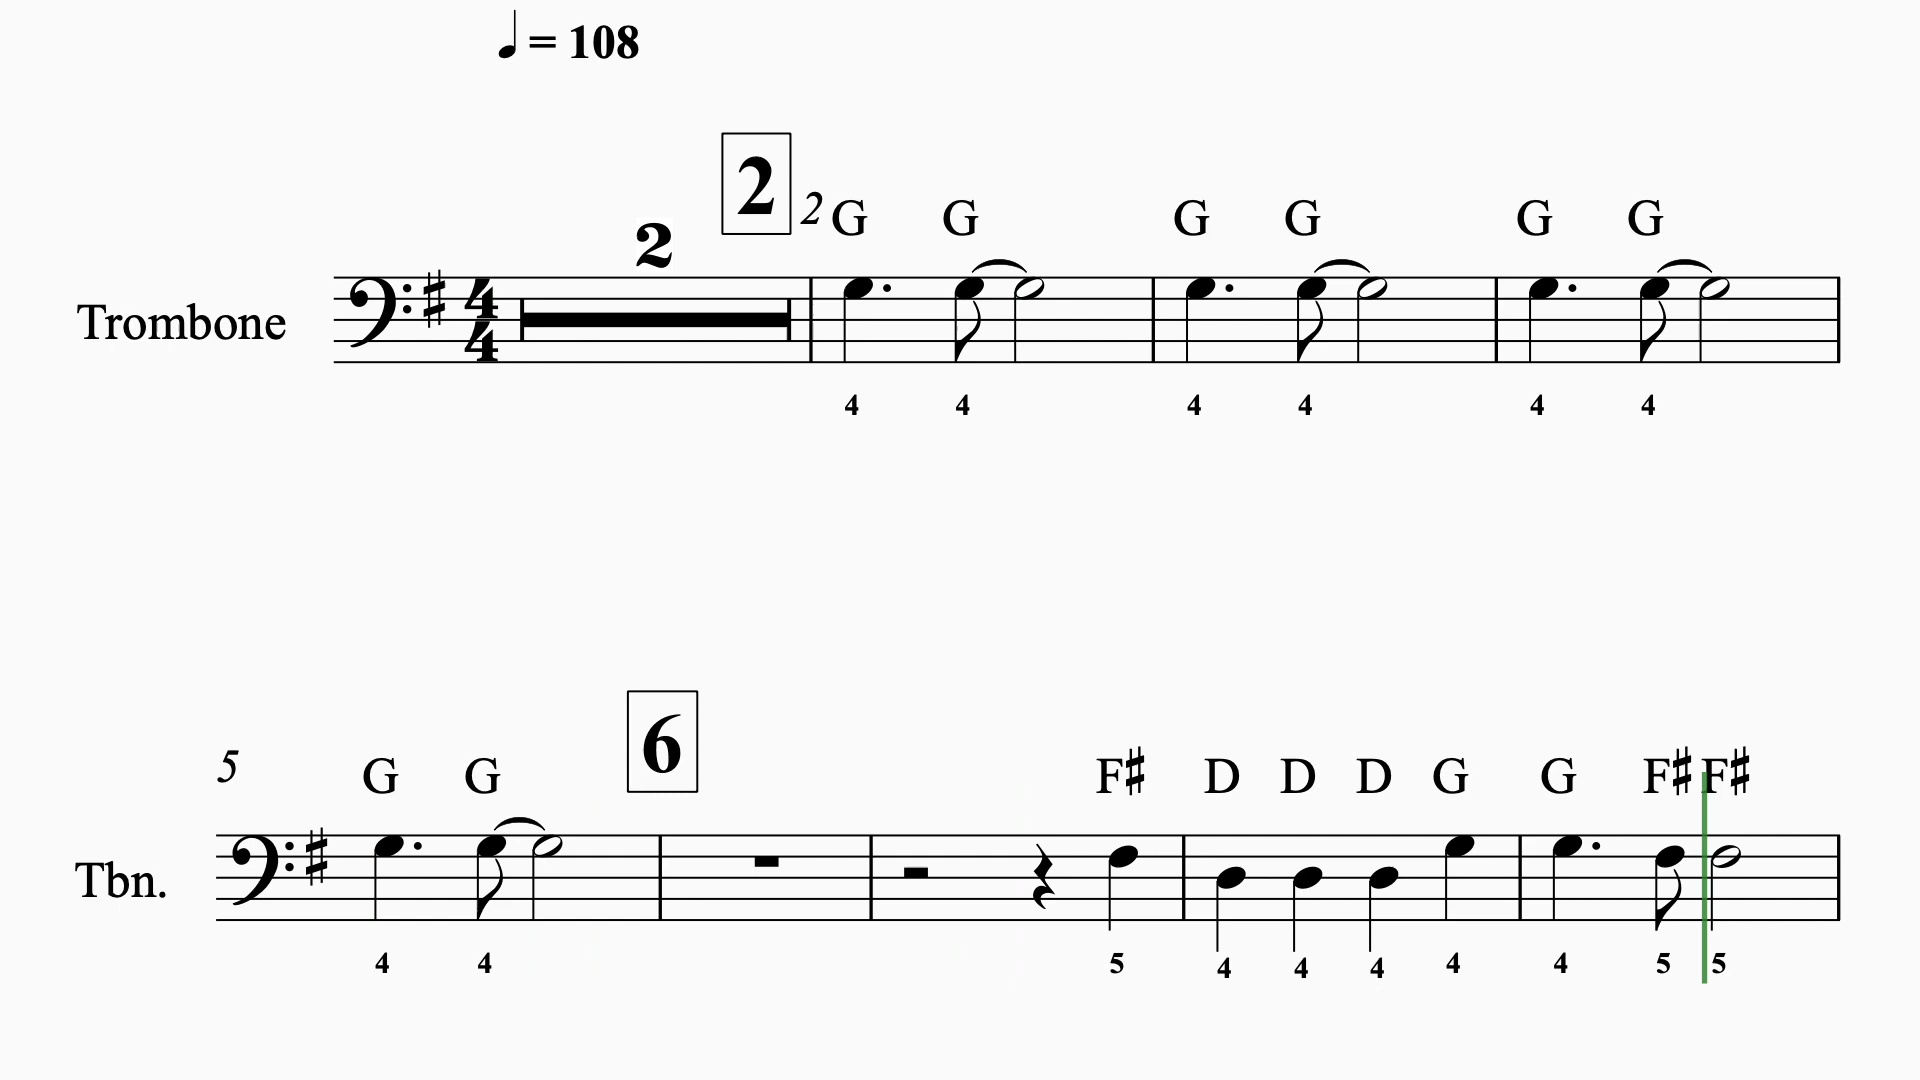 ♩ = 108
2
2
2 G G G G G G
Trombone
4 4 4 4 4 4
6
5 G G F♯ D D D G G F♯ F♯
Tbn.
4 4 5 4 4 4 4 4 5 5